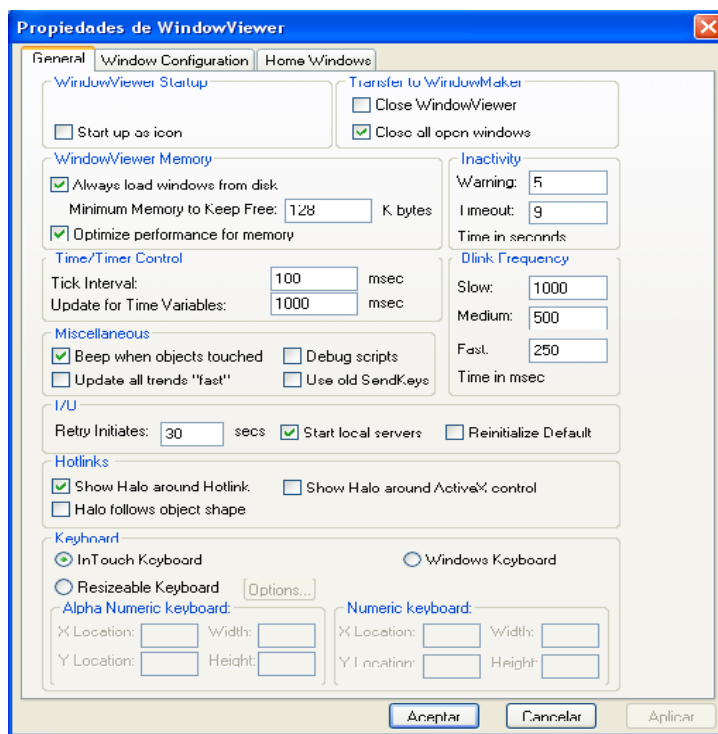 Propiedades de WindowViewer
General Window Configuration Home Windows
WindowViewer Startup
Start up as icon
Transfer to WindowMaker
Close WindowViewer
Close all open windows
WindowViewer Memory
Always load windows from disk
Minimum Memory to Keep Free: 128 K bytes
Optimize performance for memory
Inactivity
Warning: 5
Timeout: 9
Time in seconds
Time/Timer Control
Tick Interval: 100 msec
Update for Time Variables: 1000 msec
Blink Frequency
Slow: 1000
Medium: 500
Fast: 250
Time in msec
Miscellaneous
Beep when objects touched Debug scripts
Update all trends "fast" Use old SendKeys
I/O
Retry Initiates: 30 secs Start local servers Reinitialize Default
Hotlinks
Show Halo around Hotlink Show Halo around ActiveX control
Halo follows object shape
Keyboard
InTouch Keyboard Windows Keyboard
Resizeable Keyboard Options...
Alpha Numeric keyboard:
X Location: Width:
Y Location: Height:
Numeric keyboard:
X Location: Width:
Y Location: Height:
Aceptar Cancelar Aplicar